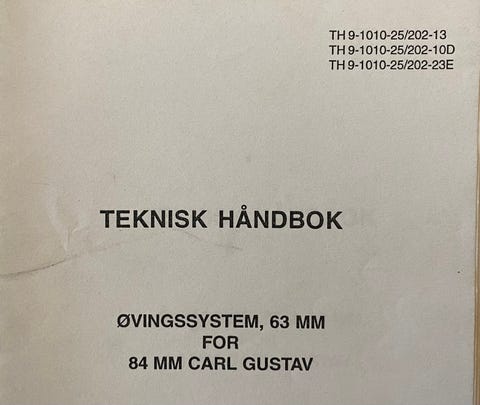 TH 9-1010-25/202-13
TH 9-1010-25/202-10D
TH 9-1010-25/202-23E
TEKNISK HÅNDBOK
ØVINGSSYSTEM, 63 MM
FOR
84 MM CARL GUSTAV